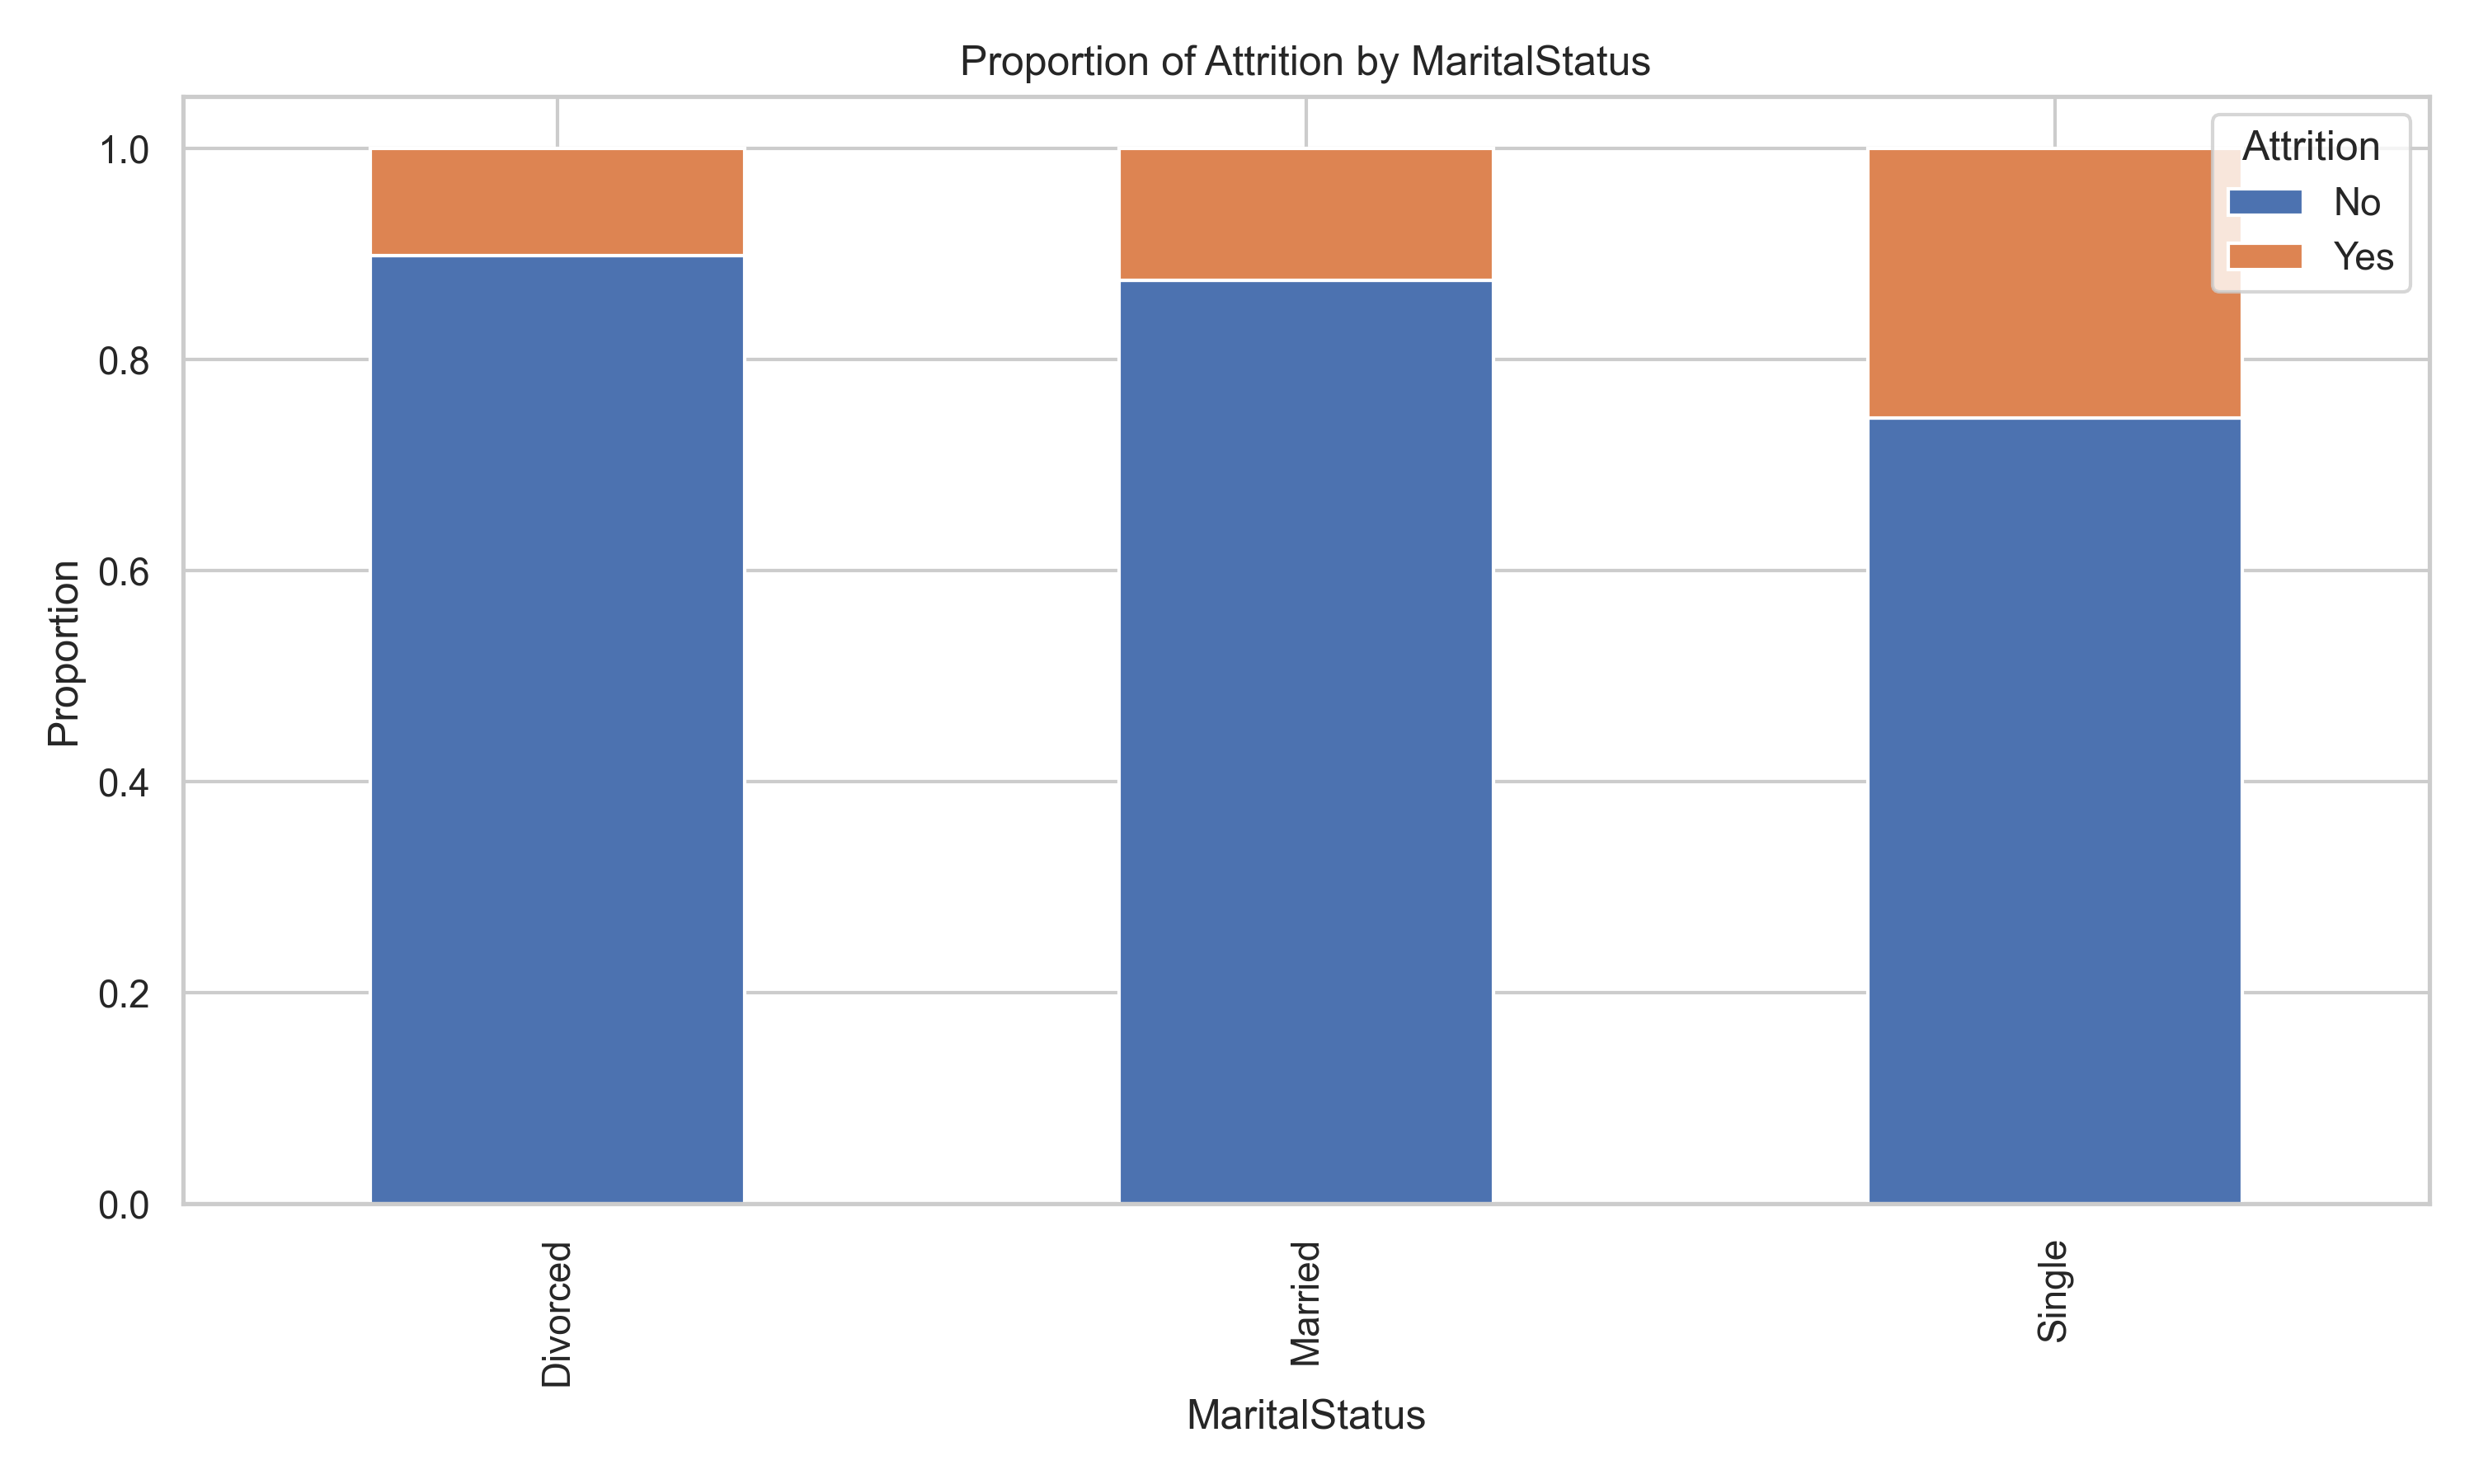 Proportion of Attrition by MaritalStatus
Attrition
No
Yes
1.0
0.8
0.6
0.4
0.2
0.0
Proportion
Divorced
Married
Single
MaritalStatus